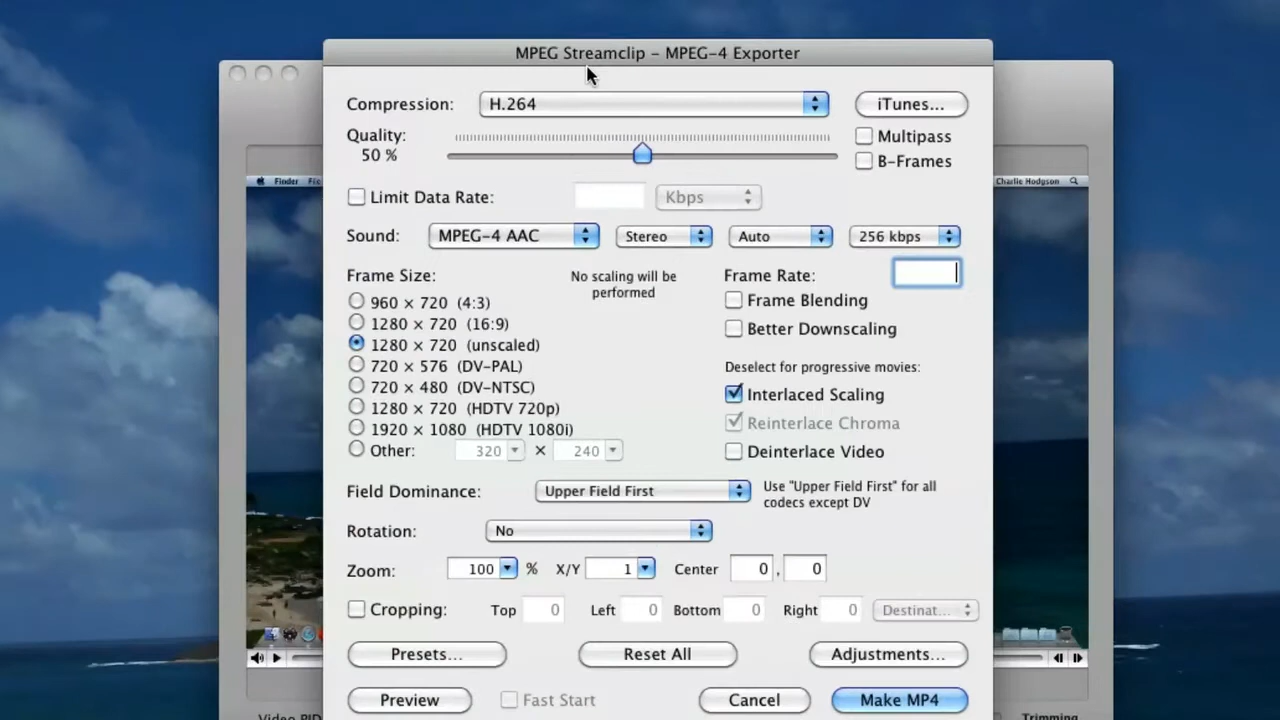 MPEG Streamclip – MPEG-4 Exporter
Compression: H.264 iTunes...
Quality: Multipass
50 % B-Frames
Limit Data Rate: Kbps
Sound: MPEG-4 AAC Stereo Auto 256 kbps
Frame Size: No scaling will be performed Frame Rate:
960 × 720 (4:3) Frame Blending
1280 × 720 (16:9) Better Downscaling
1280 × 720 (unscaled)
720 × 576 (DV-PAL) Deselect for progressive movies:
720 × 480 (DV-NTSC) Interlaced Scaling
1280 × 720 (HDTV 720p) Reinterlace Chroma
1920 × 1080 (HDTV 1080i)
Other: 320 × 240 Deinterlace Video
Field Dominance: Upper Field First Use "Upper Field First" for all codecs except DV
Rotation: No
Zoom: 100 % X/Y 1 Center 0 , 0
Cropping: Top 0 Left 0 Bottom 0 Right 0 Destinat...
Presets... Reset All Adjustments...
Preview Fast Start Cancel Make MP4
Finder Charlie Hodgson
Video PID Trimming